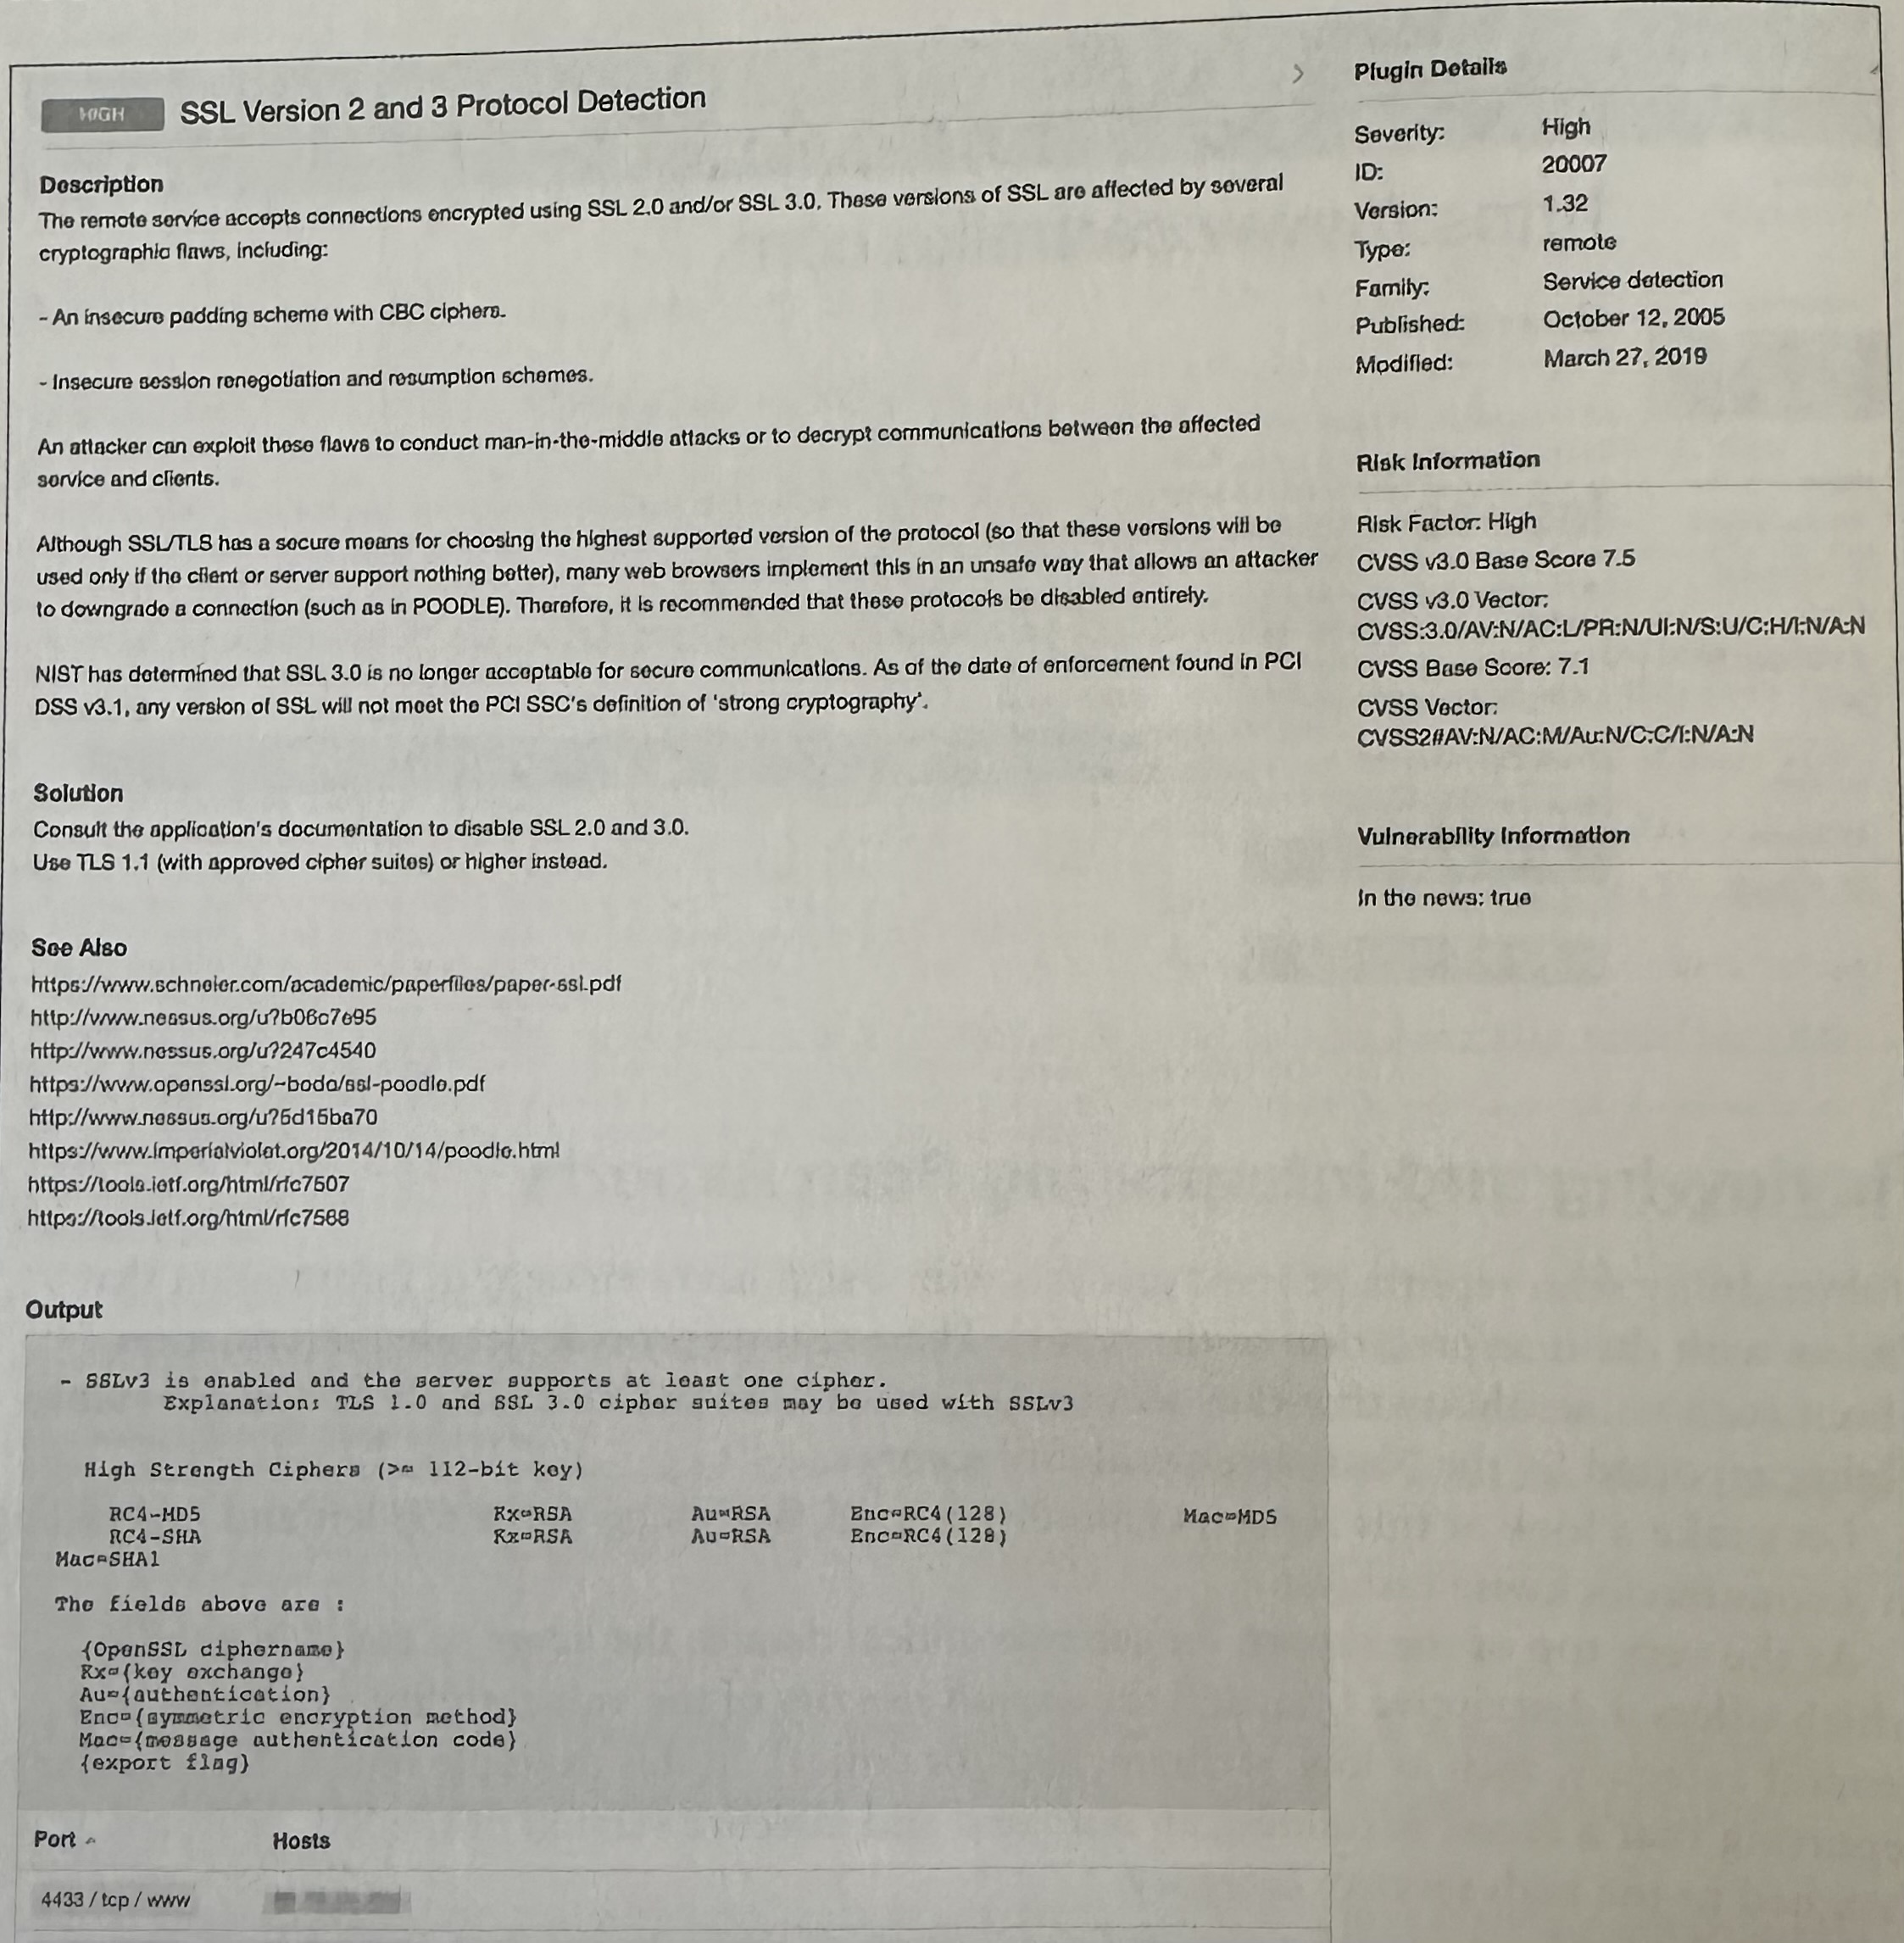 HIGH SSL Version 2 and 3 Protocol Detection
Description
The remote service accepts connections encrypted using SSL 2.0 and/or SSL 3.0. These versions of SSL are affected by several
cryptographic flaws, including:
- An insecure padding scheme with CBC ciphers.
- Insecure session renegotiation and resumption schemes.
An attacker can exploit these flaws to conduct man-in-the-middle attacks or to decrypt communications between the affected
service and clients.
Although SSL/TLS has a secure means for choosing the highest supported version of the protocol (so that these versions will be
used only if the client or server support nothing better), many web browsers implement this in an unsafe way that allows an attacker
to downgrade a connection (such as in POODLE). Therefore, it is recommended that these protocols be disabled entirely.
NIST has determined that SSL 3.0 is no longer acceptable for secure communications. As of the date of enforcement found in PCI
DSS v3.1, any version of SSL will not meet the PCI SSC's definition of 'strong cryptography'.
Solution
Consult the application's documentation to disable SSL 2.0 and 3.0.
Use TLS 1.1 (with approved cipher suites) or higher instead.
See Also
https://www.schneier.com/academic/paperfiles/paper-ssl.pdf
http://www.nessus.org/u?b06c7e95
http://www.nessus.org/u?247c4540
https://www.openssl.org/~bodo/ssl-poodle.pdf
http://www.nessus.org/u?5d15ba70
https://www.imperialviolet.org/2014/10/14/poodle.html
https://tools.ietf.org/html/rfc7507
https://tools.ietf.org/html/rfc7568
Output
- SSLv3 is enabled and the server supports at least one cipher.
Explanation: TLS 1.0 and SSL 3.0 cipher suites may be used with SSLv3
High Strength Ciphers (>= 112-bit key)
RC4-MD5 Kx=RSA Au=RSA Enc=RC4(128) Mac=MD5
RC4-SHA Kx=RSA Au=RSA Enc=RC4(128)
Mac=SHA1
The fields above are :
{OpenSSL ciphername}
Kx={key exchange}
Au={authentication}
Enc={symmetric encryption method}
Mac={message authentication code}
{export flag}
Port Hosts
4433 / tcp / www
Plugin Details
Severity: High
ID: 20007
Version: 1.32
Type: remote
Family: Service detection
Published: October 12, 2005
Modified: March 27, 2019
Risk Information
Risk Factor: High
CVSS v3.0 Base Score 7.5
CVSS v3.0 Vector:
CVSS:3.0/AV:N/AC:L/PR:N/UI:N/S:U/C:H/I:N/A:N
CVSS Base Score: 7.1
CVSS Vector:
CVSS2#AV:N/AC:M/Au:N/C:C/I:N/A:N
Vulnerability Information
In the news: true